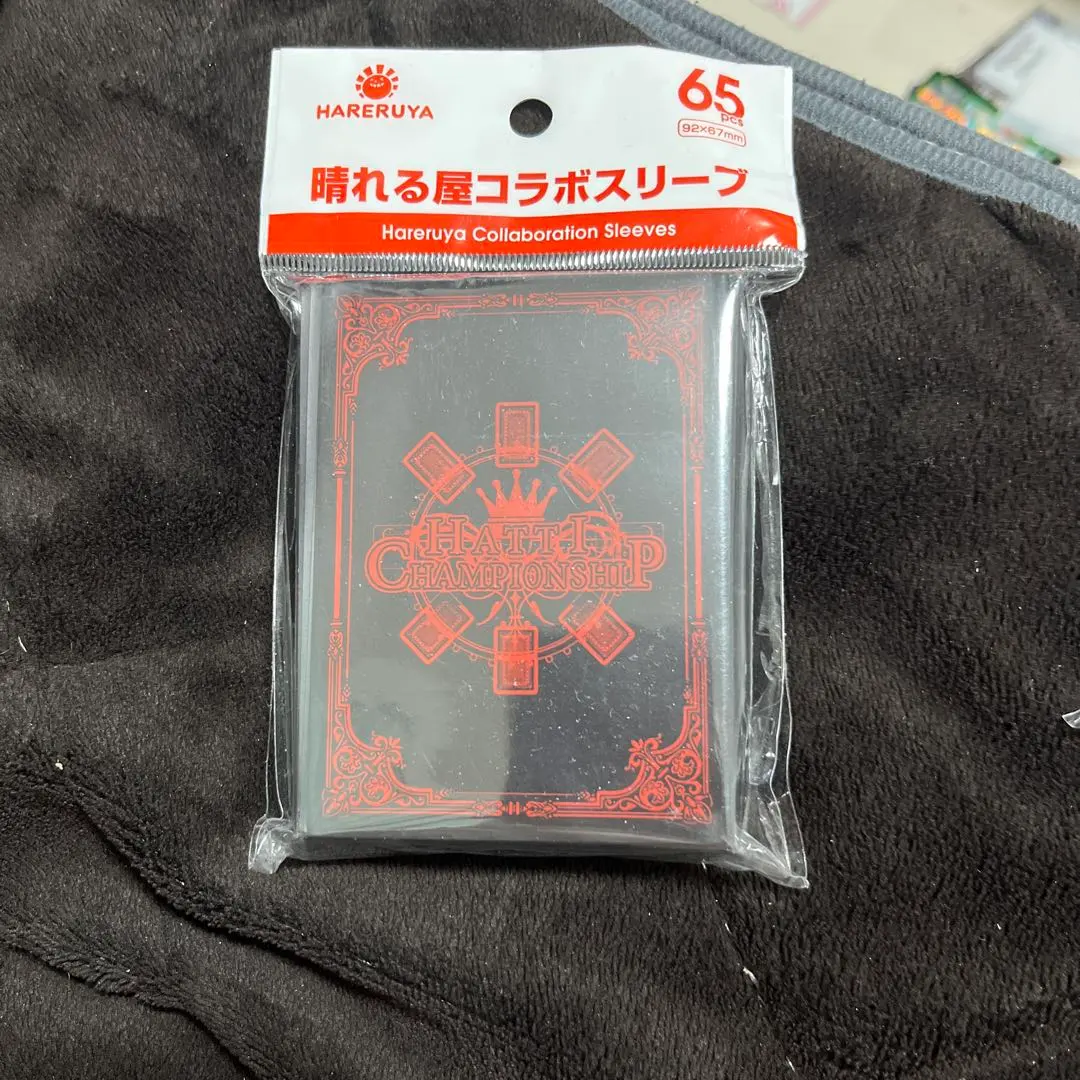 HARERUYA
65
pcs
92×67mm
晴れる屋コラボスリーブ
Hareruya Collaboration Sleeves
HATTI
CHAMPIONSHIP